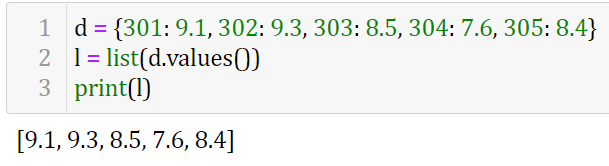 1 d = {301: 9.1, 302: 9.3, 303: 8.5, 304: 7.6, 305: 8.4}
2 l = list(d.values())
3 print(l)
[9.1, 9.3, 8.5, 7.6, 8.4]